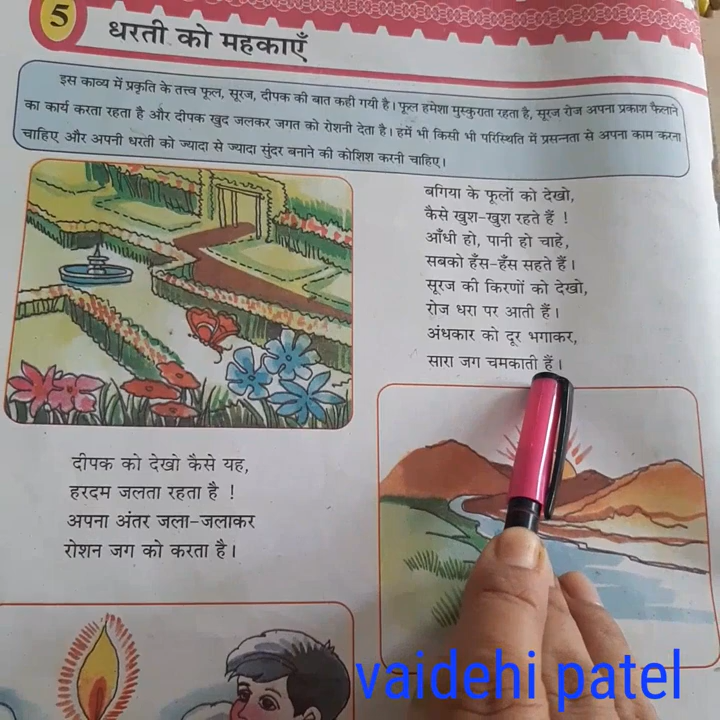 5
धरती को महकाएँ
इस काव्य में प्रकृति के तत्त्व फूल, सूरज, दीपक की बात कही गयी है। फूल हमेशा मुस्कुराता रहता है, सूरज रोज अपना प्रकाश फैलाने
का कार्य करता रहता है और दीपक खुद जलकर जगत को रोशनी देता है। हमें भी किसी भी परिस्थिति में प्रसन्नता से अपना काम करना
चाहिए और अपनी धरती को ज्यादा से ज्यादा सुंदर बनाने की कोशिश करनी चाहिए।
बगिया के फूलों को देखो,
कैसे खुश-खुश रहते हैं !
आँधी हो, पानी हो चाहे,
सबको हँस-हँस सहते हैं।
सूरज की किरणों को देखो,
रोज धरा पर आती हैं।
अंधकार को दूर भगाकर,
सारा जग चमकाती हैं।
दीपक को देखो कैसे यह,
हरदम जलता रहता है !
अपना अंतर जला-जलाकर
रोशन जग को करता है।
vaidehi patel